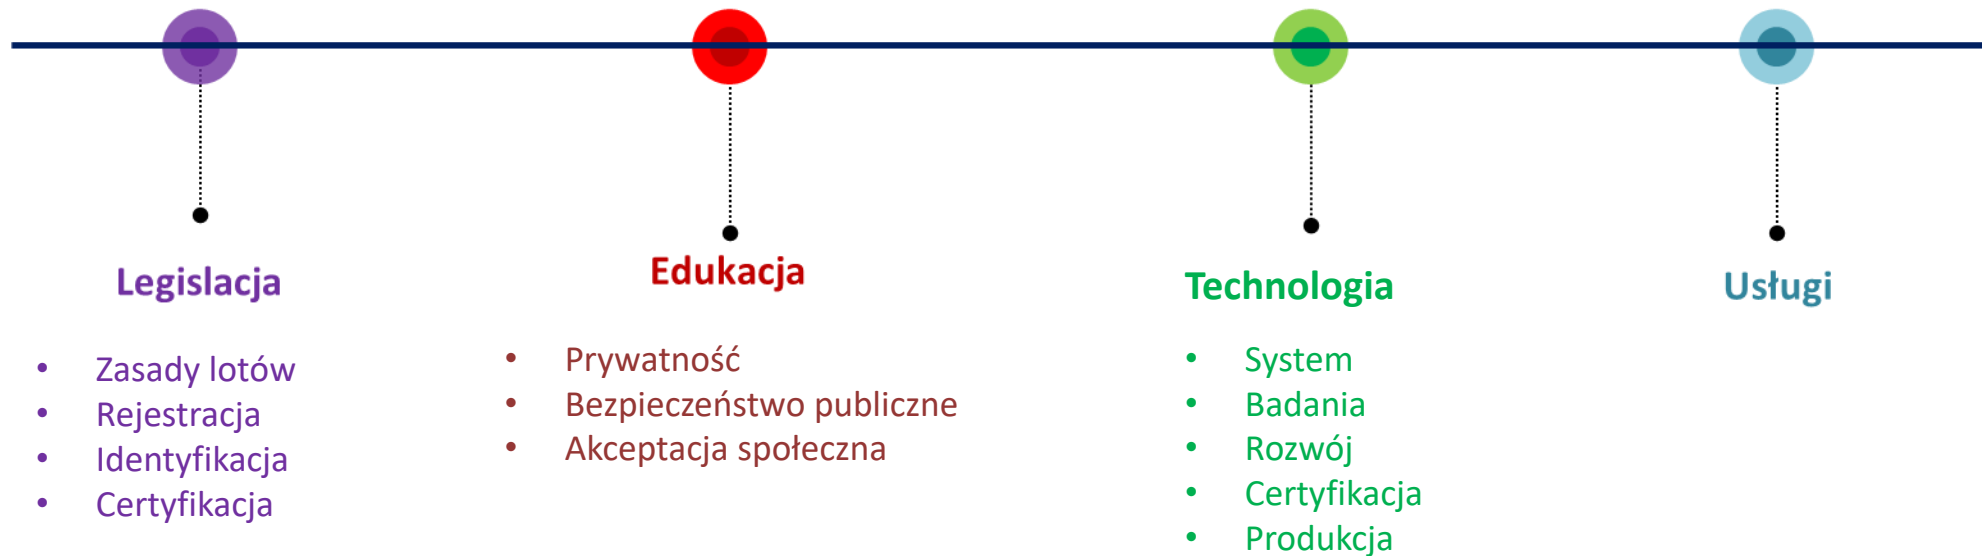 Legislacja
• Zasady lotów
• Rejestracja
• Identyfikacja
• Certyfikacja
Edukacja
• Prywatność
• Bezpieczeństwo publiczne
• Akceptacja społeczna
Technologia
• System
• Badania
• Rozwój
• Certyfikacja
• Produkcja
Usługi